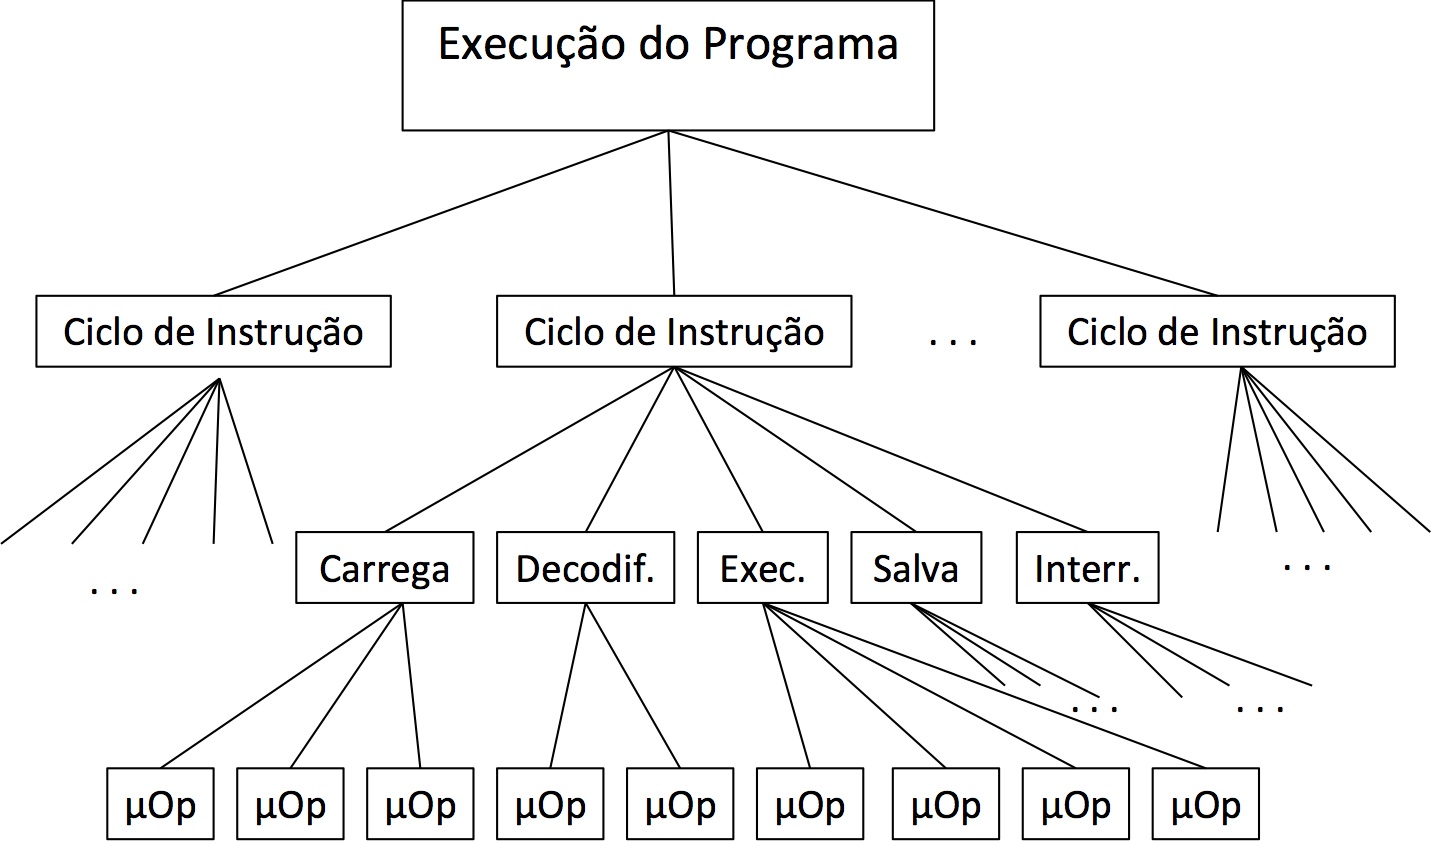 Execução do Programa
Ciclo de Instrução
Ciclo de Instrução
. . .
Ciclo de Instrução
Carrega
Decodif.
Exec.
Salva
Interr.
. . .
. . .
. . .
. . .
µOp
µOp
µOp
µOp
µOp
µOp
µOp
µOp
µOp